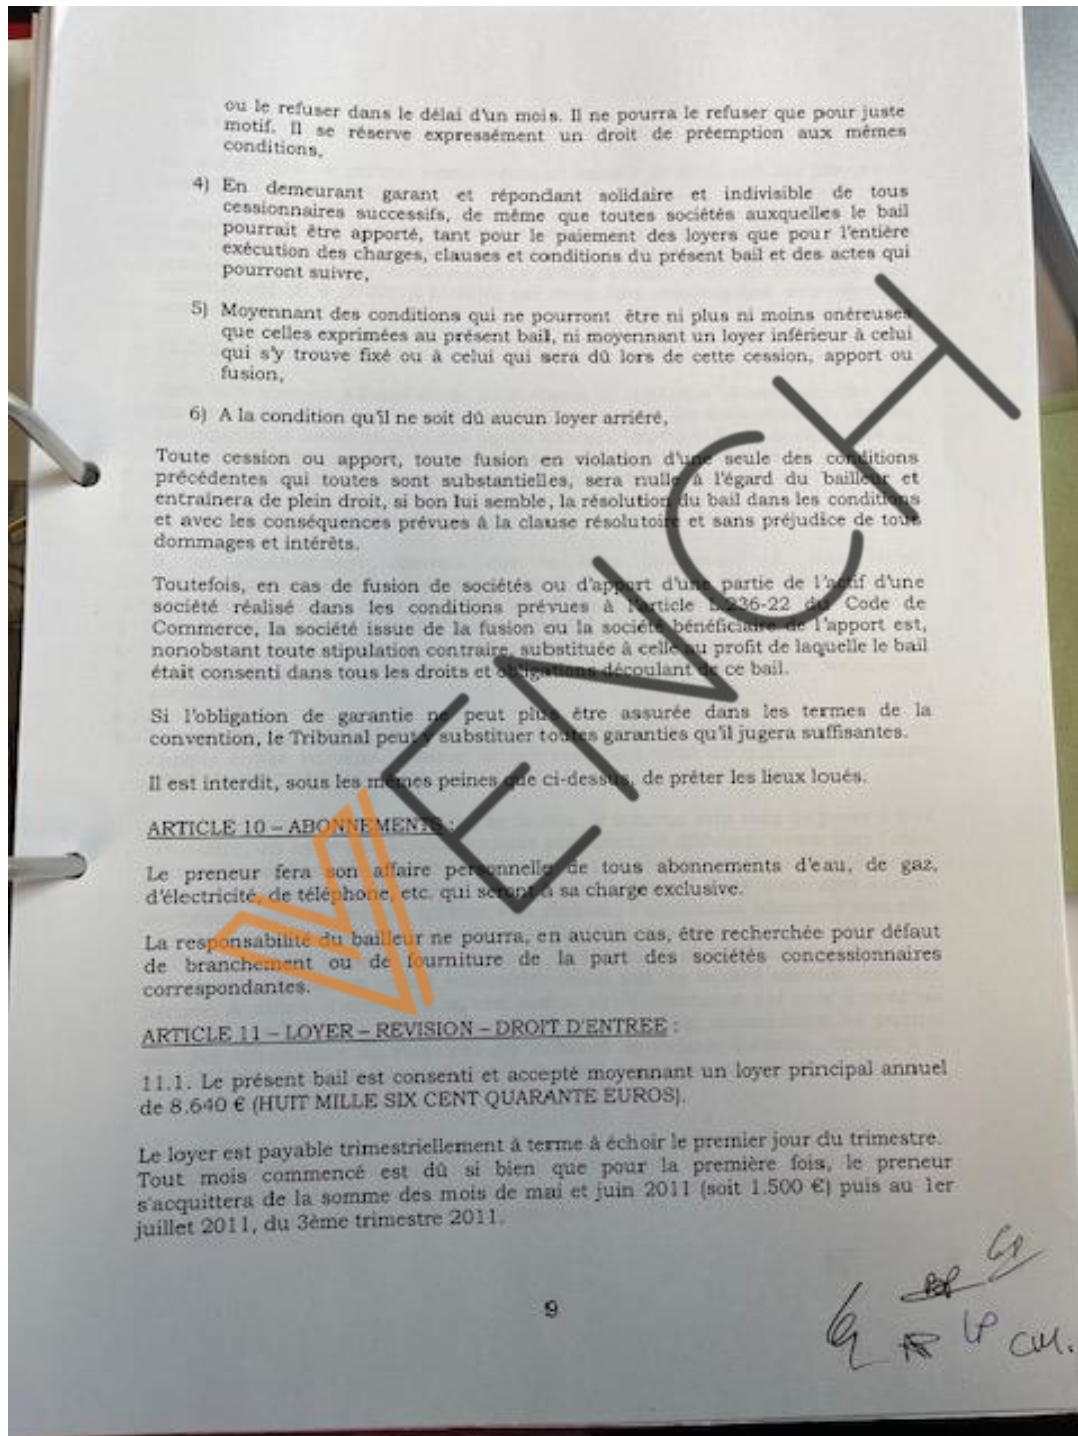 ou le refuser dans le délai d'un mois. Il ne pourra le refuser que pour juste
motif. Il se réserve expressément un droit de préemption aux mêmes
conditions,
4) En demeurant garant et répondant solidaire et indivisible de tous
cessionnaires successifs, de même que toutes sociétés auxquelles le bail
pourrait être apporté, tant pour le paiement des loyers que pour l'entière
exécution des charges, clauses et conditions du présent bail et des actes qui
pourront suivre,
5) Moyennant des conditions qui ne pourront être ni plus ni moins onéreuses
que celles exprimées au présent bail, ni moyennant un loyer inférieur à celui
qui s'y trouve fixé ou à celui qui sera dû lors de cette cession, apport ou
fusion,
6) A la condition qu'il ne soit dû aucun loyer arriéré,
Toute cession ou apport, toute fusion en violation d'une seule des conditions
précédentes qui toutes sont substantielles, sera nulle à l'égard du bailleur et
entraînera de plein droit, si bon lui semble, la résolution du bail dans les conditions
et avec les conséquences prévues à la clause résolutoire et sans préjudice de tous
dommages et intérêts.
Toutefois, en cas de fusion de sociétés ou d'apport d'une partie de l'actif d'une
société réalisé dans les conditions prévues à l'article L.236-22 du Code de
Commerce, la société issue de la fusion ou la société bénéficiaire de l'apport est,
nonobstant toute stipulation contraire, substituée à celle au profit de laquelle le bail
était consenti dans tous les droits et obligations découlant de ce bail.
Si l'obligation de garantie ne peut plus être assurée dans les termes de la
convention, le Tribunal peut y substituer toutes garanties qu'il jugera suffisantes.
Il est interdit, sous les mêmes peines que ci-dessus, de prêter les lieux loués.
ARTICLE 10 – ABONNEMENTS :
Le preneur fera son affaire personnelle de tous abonnements d'eau, de gaz,
d'électricité, de téléphone, etc. qui seront à sa charge exclusive.
La responsabilité du bailleur ne pourra, en aucun cas, être recherchée pour défaut
de branchement ou de fourniture de la part des sociétés concessionnaires
correspondantes.
ARTICLE 11 – LOYER – REVISION – DROIT D'ENTREE :
11.1. Le présent bail est consenti et accepté moyennant un loyer principal annuel
de 8.640 € (HUIT MILLE SIX CENT QUARANTE EUROS).
Le loyer est payable trimestriellement à terme à échoir le premier jour du trimestre.
Tout mois commencé est dû si bien que pour la première fois, le preneur
s'acquittera de la somme des mois de mai et juin 2011 (soit 1.500 €) puis au 1er
juillet 2011, du 3ème trimestre 2011.
9
LP
CM.
VENCH